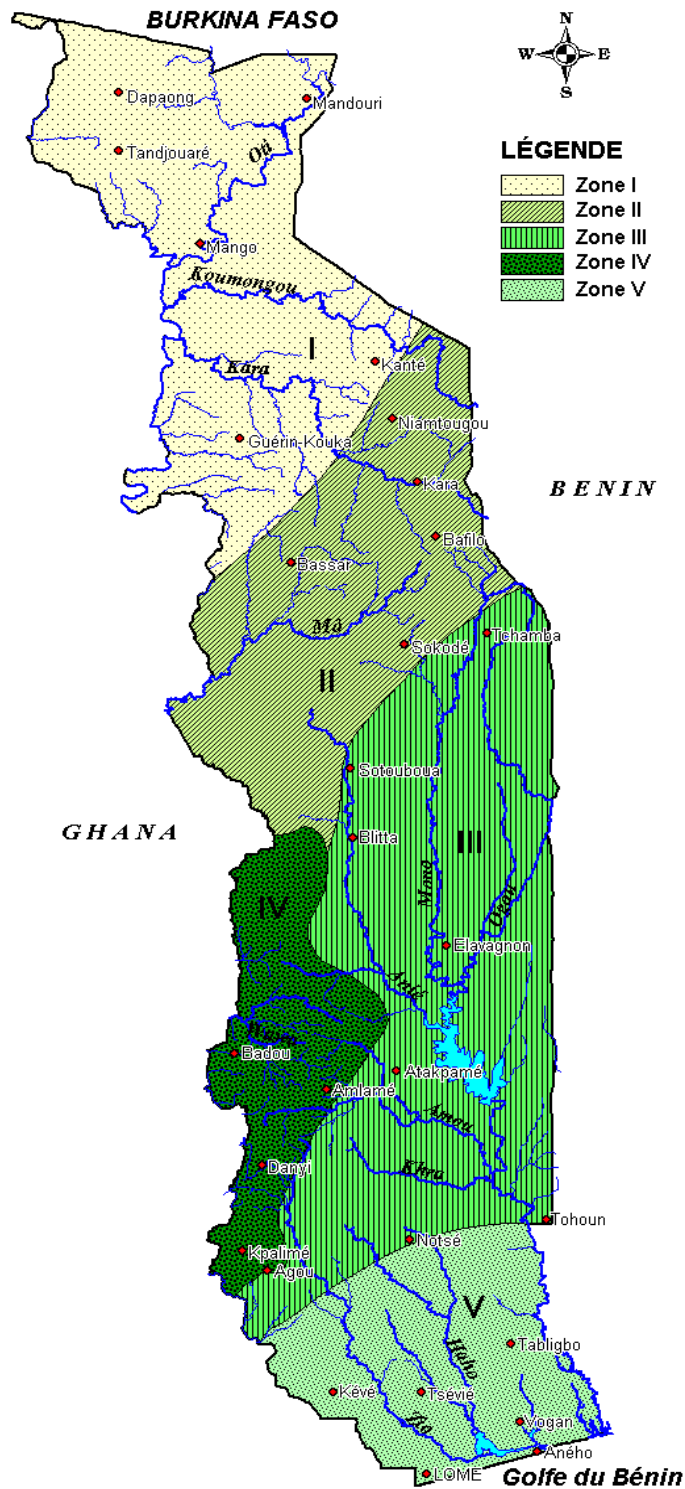 BURKINA FASO
N
W E
S
Dapaong
Mandouri
LÉGENDE
Tandjouaré
Oti
Zone I
Zone II
Zone III
Mango
Zone IV
Koumongou
Zone V
I
Kanté
Kara
Niamtougou
Guérin-Kouka
Kara
BENIN
Bafilo
Bassar
Mô
Tchamba
Sokodé
II
Sotouboua
GHANA
Blitta
III
Mono
IV
Ogou
Elavagnon
Anié
Badou
Atakpamé
Amlamé
Amou
Danyi
Khra
Tohoun
Notsé
Kpalimé
Agou
V
Tabligbo
Haho
Kévé
Tsévié
Zio
Vogan
Aného
LOME
Golfe du Bénin